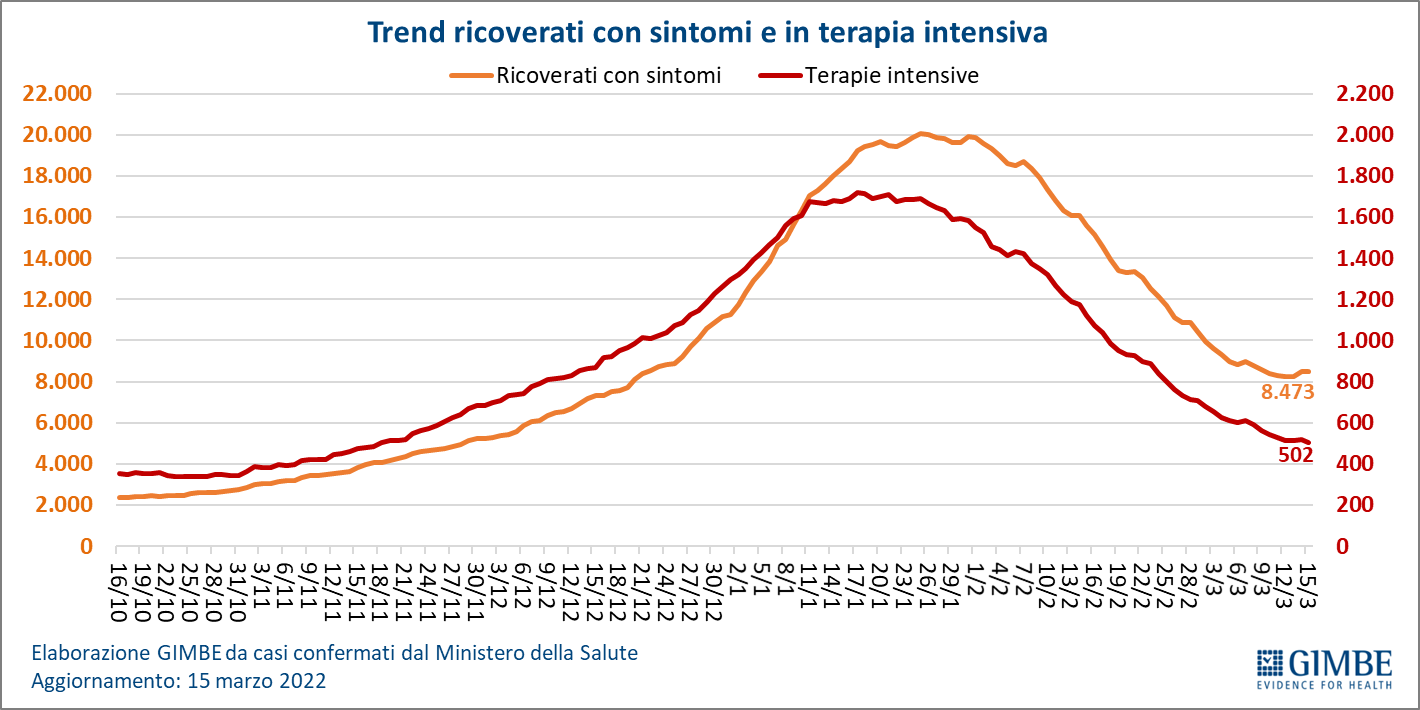 Trend ricoverati con sintomi e in terapia intensiva
Ricoverati con sintomi Terapie intensive
22.000 2.200
20.000 2.000
18.000 1.800
16.000 1.600
14.000 1.400
12.000 1.200
10.000 1.000
8.000 800
8.473
6.000 600
502
4.000 400
2.000 200
0 0
16/10 19/10 22/10 25/10 28/10 31/10 3/11 6/11 9/11 12/11 15/11 18/11 21/11 24/11 27/11 30/11 3/12 6/12 9/12 12/12 15/12 18/12 21/12 24/12 27/12 30/12 2/1 5/1 8/1 11/1 14/1 17/1 20/1 23/1 26/1 29/1 1/2 4/2 7/2 10/2 13/2 16/2 19/2 22/2 25/2 28/2 3/3 6/3 9/3 12/3 15/3
Elaborazione GIMBE da casi confermati dal Ministero della Salute
Aggiornamento: 15 marzo 2022
GIMBE
EVIDENCE FOR HEALTH